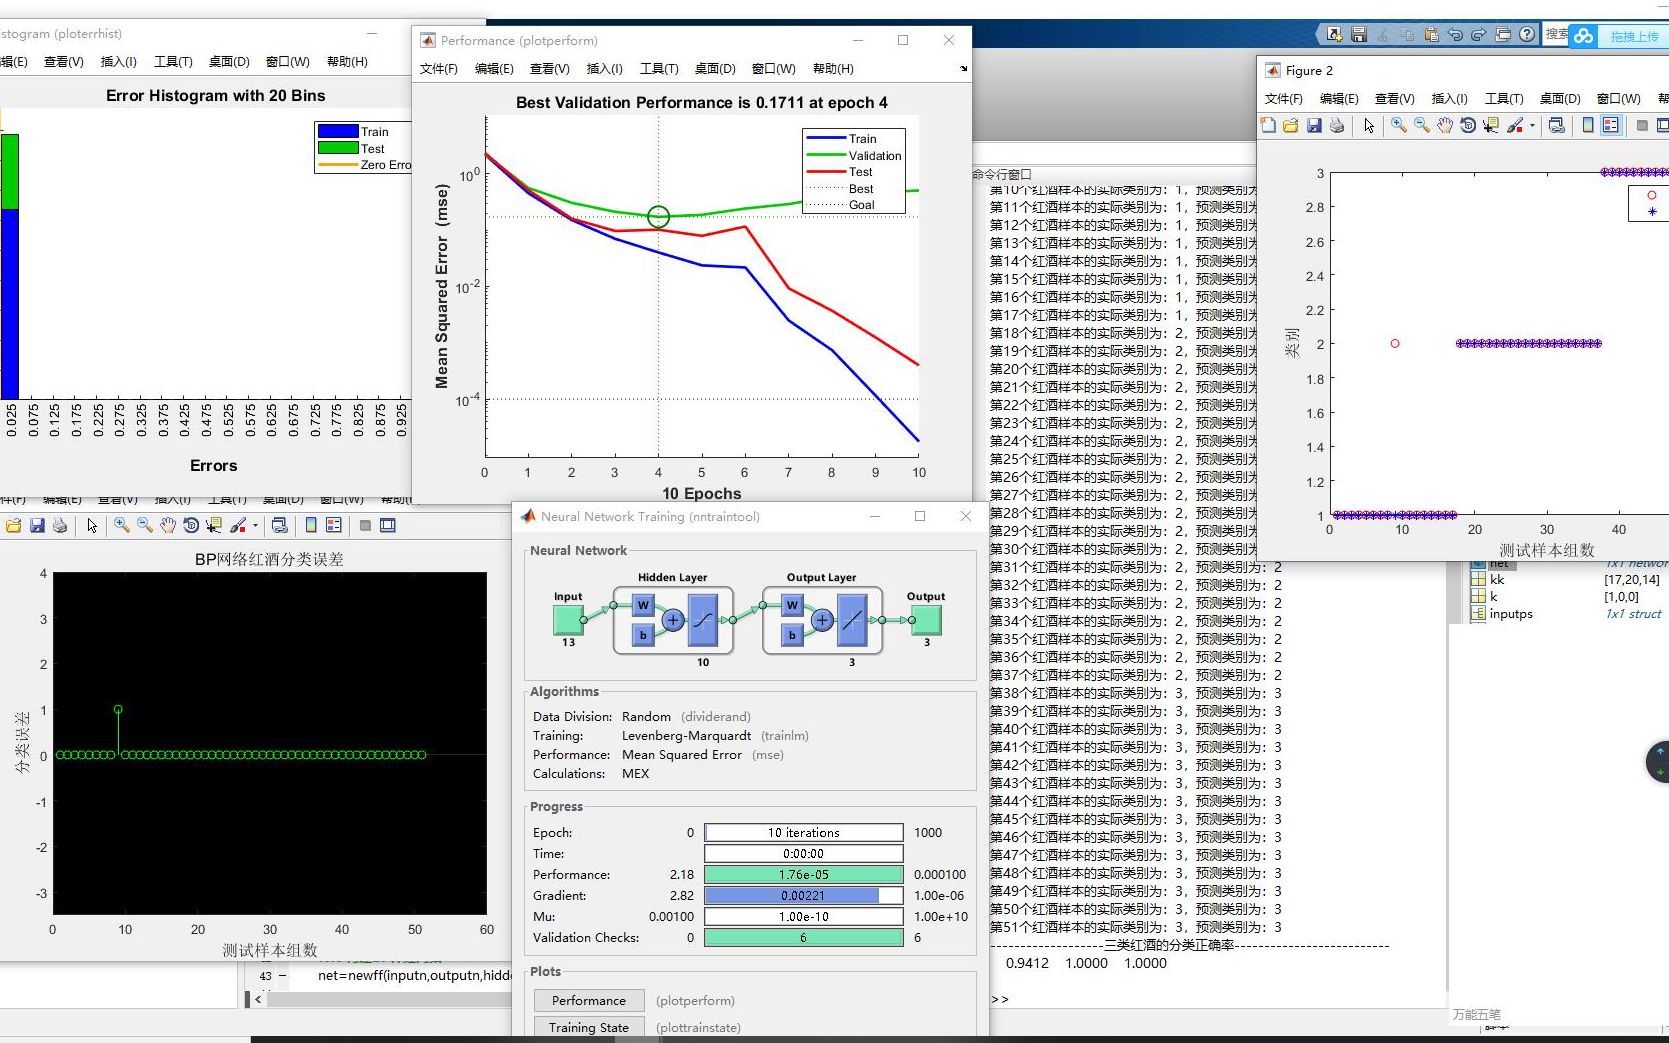 stogram (ploterrhist)
辑(E) 查看(V) 插入(I) 工具(T) 桌面(D) 窗口(W) 帮助(H)
Error Histogram with 20 Bins
Train
Test
Zero Erro
0.025 0.075 0.125 0.175 0.225 0.275 0.325 0.375 0.425 0.475 0.525 0.575 0.625 0.675 0.725 0.775 0.825 0.875 0.925
Errors
Performance (plotperform)
文件(F) 编辑(E) 查看(V) 插入(I) 工具(T) 桌面(D) 窗口(W) 帮助(H)
Best Validation Performance is 0.1711 at epoch 4
Train
Validation
Test
Best
Goal
Mean Squared Error (mse)
10^0
10^-2
10^-4
0 1 2 3 4 5 6 7 8 9 10
10 Epochs
搜索
拖拽上传
Figure 2
文件(F) 编辑(E) 查看(V) 插入(I) 工具(T) 桌面(D) 窗口(W)
3
2.8
2.6
2.4
2.2
2
1.8
1.6
1.4
1.2
1
类别
0 10 20 30 40
测试样本组数
命令行窗口
第10个红酒样本的实际类别为: 1, 预测类别为
第11个红酒样本的实际类别为: 1, 预测类别为
第12个红酒样本的实际类别为: 1, 预测类别为
第13个红酒样本的实际类别为: 1, 预测类别为
第14个红酒样本的实际类别为: 1, 预测类别为
第15个红酒样本的实际类别为: 1, 预测类别为
第16个红酒样本的实际类别为: 1, 预测类别为
第17个红酒样本的实际类别为: 1, 预测类别为
第18个红酒样本的实际类别为: 2, 预测类别为
第19个红酒样本的实际类别为: 2, 预测类别为
第20个红酒样本的实际类别为: 2, 预测类别为
第21个红酒样本的实际类别为: 2, 预测类别为
第22个红酒样本的实际类别为: 2, 预测类别为
第23个红酒样本的实际类别为: 2, 预测类别为
第24个红酒样本的实际类别为: 2, 预测类别为
第25个红酒样本的实际类别为: 2, 预测类别为
第26个红酒样本的实际类别为: 2, 预测类别为
第27个红酒样本的实际类别为: 2, 预测类别为
第28个红酒样本的实际类别为: 2, 预测类别为
第29个红酒样本的实际类别为: 2, 预测类别为
第30个红酒样本的实际类别为: 2, 预测类别为
第31个红酒样本的实际类别为: 2, 预测类别为: 2
第32个红酒样本的实际类别为: 2, 预测类别为: 2
第33个红酒样本的实际类别为: 2, 预测类别为: 2
第34个红酒样本的实际类别为: 2, 预测类别为: 2
第35个红酒样本的实际类别为: 2, 预测类别为: 2
第36个红酒样本的实际类别为: 2, 预测类别为: 2
第37个红酒样本的实际类别为: 2, 预测类别为: 2
第38个红酒样本的实际类别为: 3, 预测类别为: 3
第39个红酒样本的实际类别为: 3, 预测类别为: 3
第40个红酒样本的实际类别为: 3, 预测类别为: 3
第41个红酒样本的实际类别为: 3, 预测类别为: 3
第42个红酒样本的实际类别为: 3, 预测类别为: 3
第43个红酒样本的实际类别为: 3, 预测类别为: 3
第44个红酒样本的实际类别为: 3, 预测类别为: 3
第45个红酒样本的实际类别为: 3, 预测类别为: 3
第46个红酒样本的实际类别为: 3, 预测类别为: 3
第47个红酒样本的实际类别为: 3, 预测类别为: 3
第48个红酒样本的实际类别为: 3, 预测类别为: 3
第49个红酒样本的实际类别为: 3, 预测类别为: 3
第50个红酒样本的实际类别为: 3, 预测类别为: 3
第51个红酒样本的实际类别为: 3, 预测类别为: 3
--------------------三类红酒的分类正确率---------------------------
0.9412 1.0000 1.0000
>>
net 1x1 networ
kk [17,20,14]
k [1,0,0]
inputps 1x1 struct
万能五笔
件(F) 编辑(E) 查看(V) 插入(I) 工具(T) 桌面(D) 窗口(W) 帮助(
BP网络红酒分类误差
4
3
2
1
0
-1
-2
-3
分类误差
0 10 20 30 40 50 60
测试样本组数
43 – net=newff(inputn,outputn,hidde
Neural Network Training (nntraintool)
Neural Network
Hidden Layer Output Layer
Input Output
W W
b b
13 3
10 3
Algorithms
Data Division: Random (dividerand)
Training: Levenberg-Marquardt (trainlm)
Performance: Mean Squared Error (mse)
Calculations: MEX
Progress
Epoch: 0 10 iterations 1000
Time: 0:00:00
Performance: 2.18 1.76e-05 0.000100
Gradient: 2.82 0.00221 1.00e-06
Mu: 0.00100 1.00e-10 1.00e+10
Validation Checks: 0 6 6
Plots
Performance (plotperform)
Training State (plottrainstate)